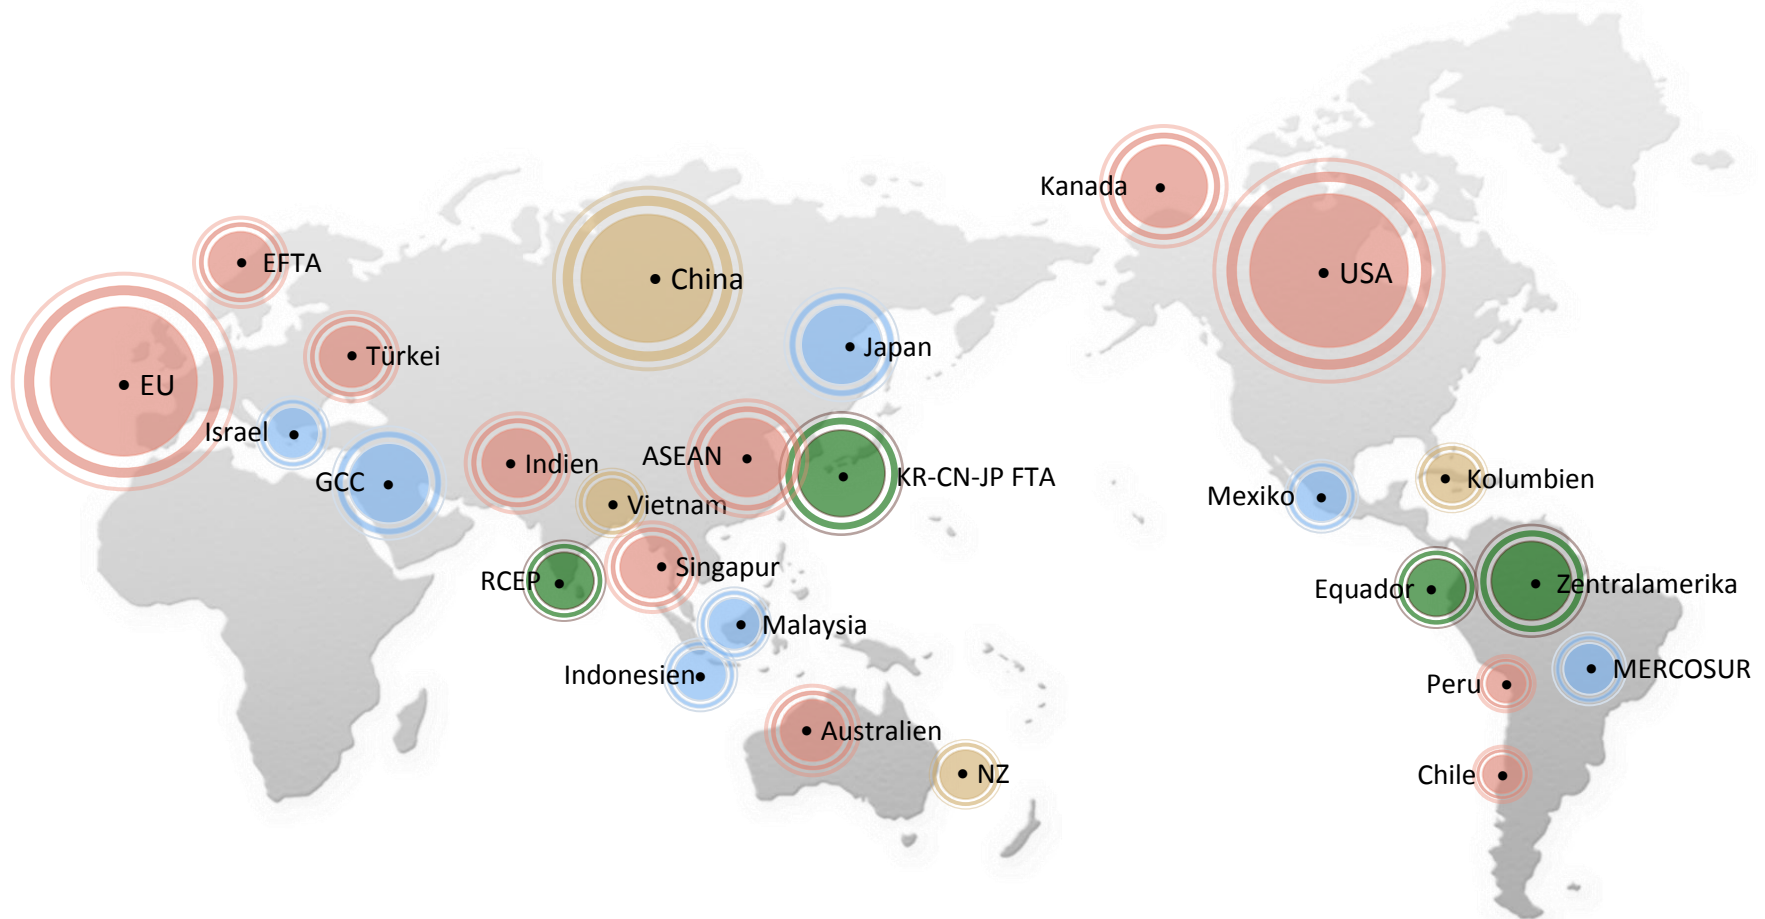 Kanada
EFTA
USA
China
Japan
Türkei
EU
Israel
ASEAN
Indien
GCC
KR-CN-JP FTA
Kolumbien
Mexiko
Vietnam
Singapur
RCEP
Zentralamerika
Equador
Malaysia
MERCOSUR
Indonesien
Peru
Australien
NZ
Chile